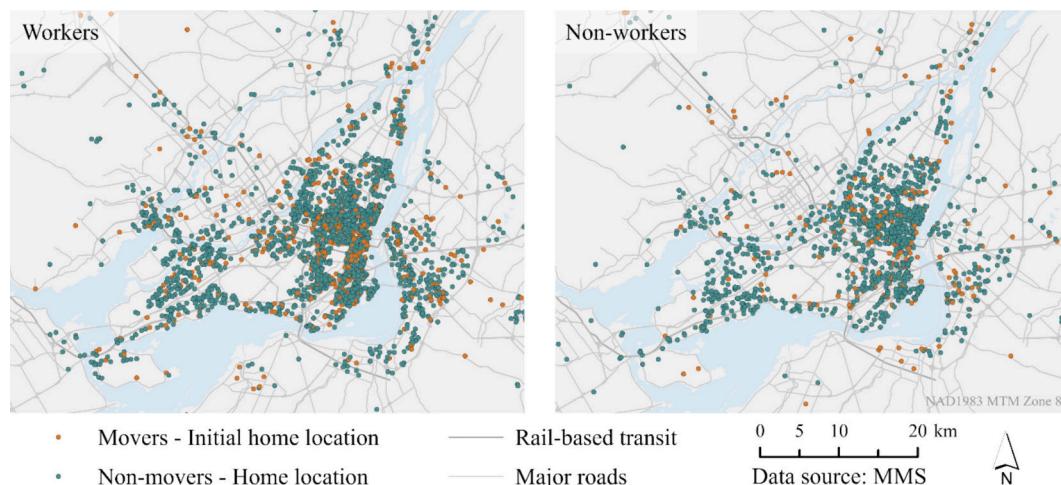 Workers
Non-workers
NAD1983 MTM Zone 8
Movers - Initial home location
Rail-based transit
0 5 10 20 km
Non-movers - Home location
Major roads
Data source: MMS
N